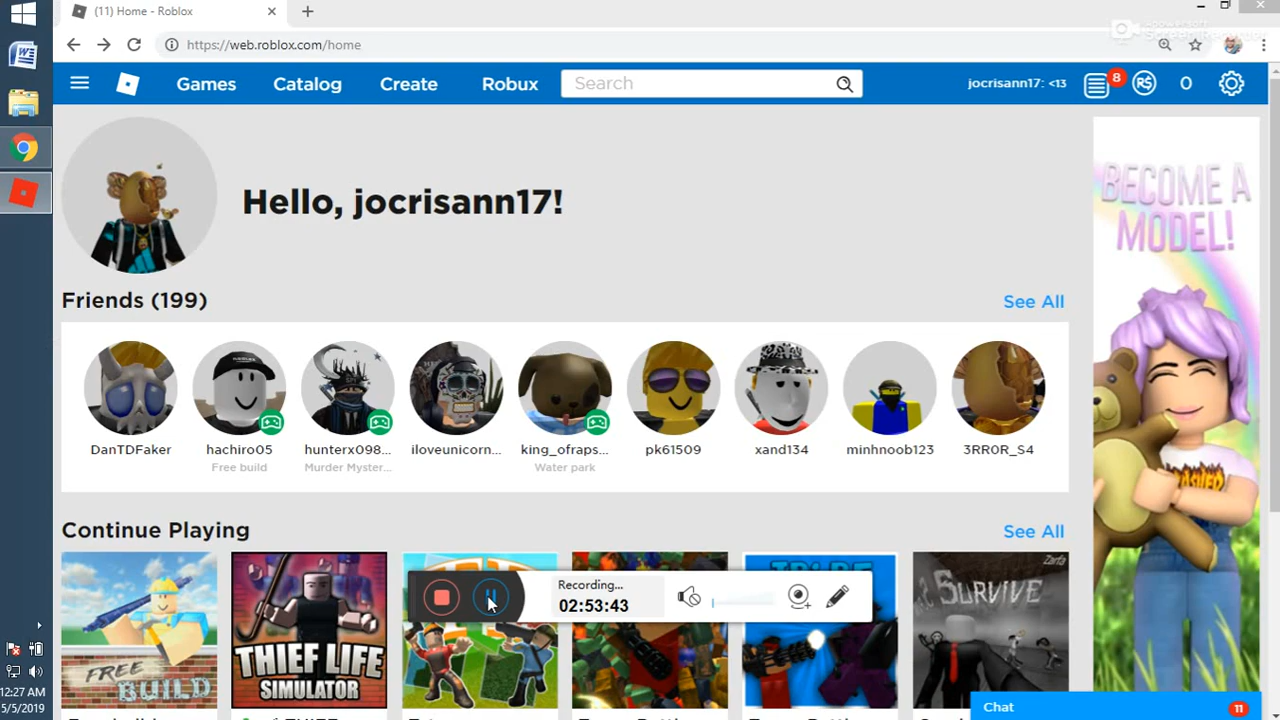 (11) Home - Roblox
https://web.roblox.com/home
Games
Catalog
Create
Robux
Search
jocrisann17: <13
8
R$
0
Hello, jocrisann17!
BECOME A
MODEL!
Friends (199)
See All
DanTDFaker
hachiro05
hunterx098...
iloveunicorn...
king_ofraps...
pk61509
xand134
minhnoob123
3RR0R_S4
Free build
Murder Myster...
Water park
Continue Playing
See All
Recording...
02:53:43
FREE
BUILD
THIEF LIFE
SIMULATOR
SURVIVE
Zarfa
Chat
11
12:27 AM
5/5/2019